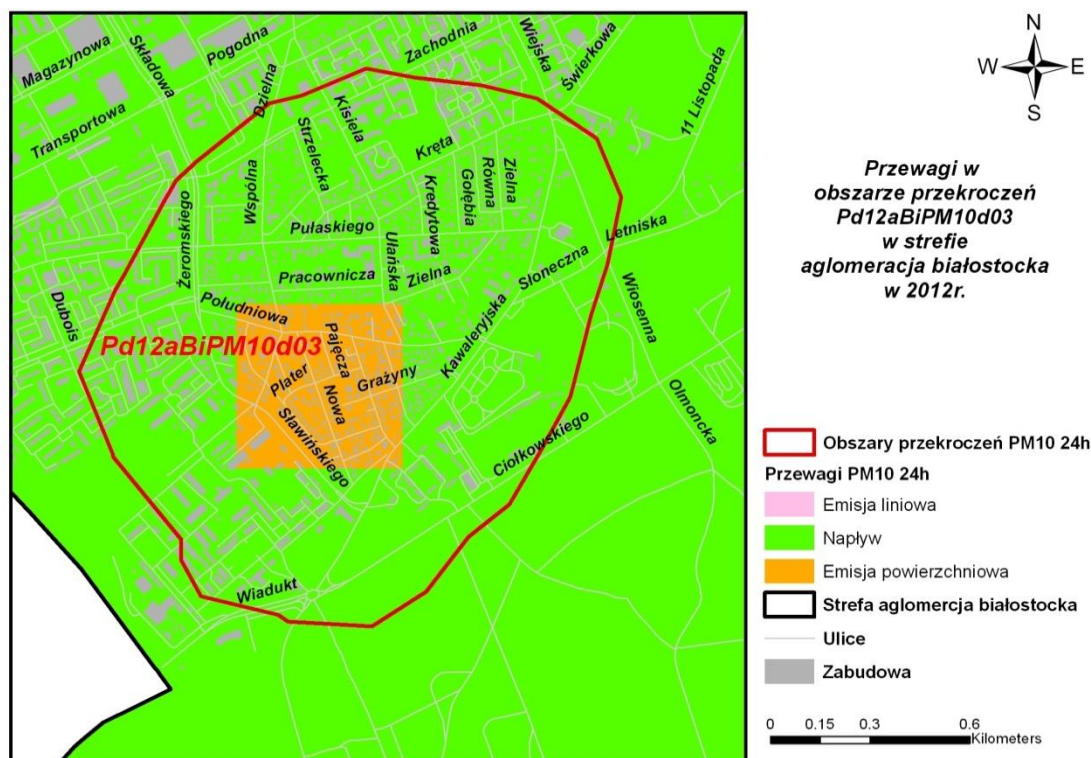 Magazynowa
Składowa
Pogodna
Zachodnia
Wiejska
Świerkowa
11 Listopada
Transportowa
Dzielna
Kisiela
Strzelecka
Kręta
Wspólna
Kredytowa
Gołębia
Równa
Zielna
Żeromskiego
Pułaskiego
Ułańska
Letniska
Pracownicza
Zielna
Słoneczna
Wiosenna
Dubois
Południowa
Pd12aBiPM10d03
Pajęcza
Kawaleryjska
Plater
Nowa
Grażyny
Olmoncka
Sławińskiego
Ciołkowskiego
Wiadukt
N
W E
S
Przewagi w
obszarze przekroczeń
Pd12aBiPM10d03
w strefie
aglomeracja białostocka
w 2012r.
Obszary przekroczeń PM10 24h
Przewagi PM10 24h
Emisja liniowa
Napływ
Emisja powierzchniowa
Strefa aglomercja białostocka
Ulice
Zabudowa
0 0.15 0.3 0.6
Kilometers